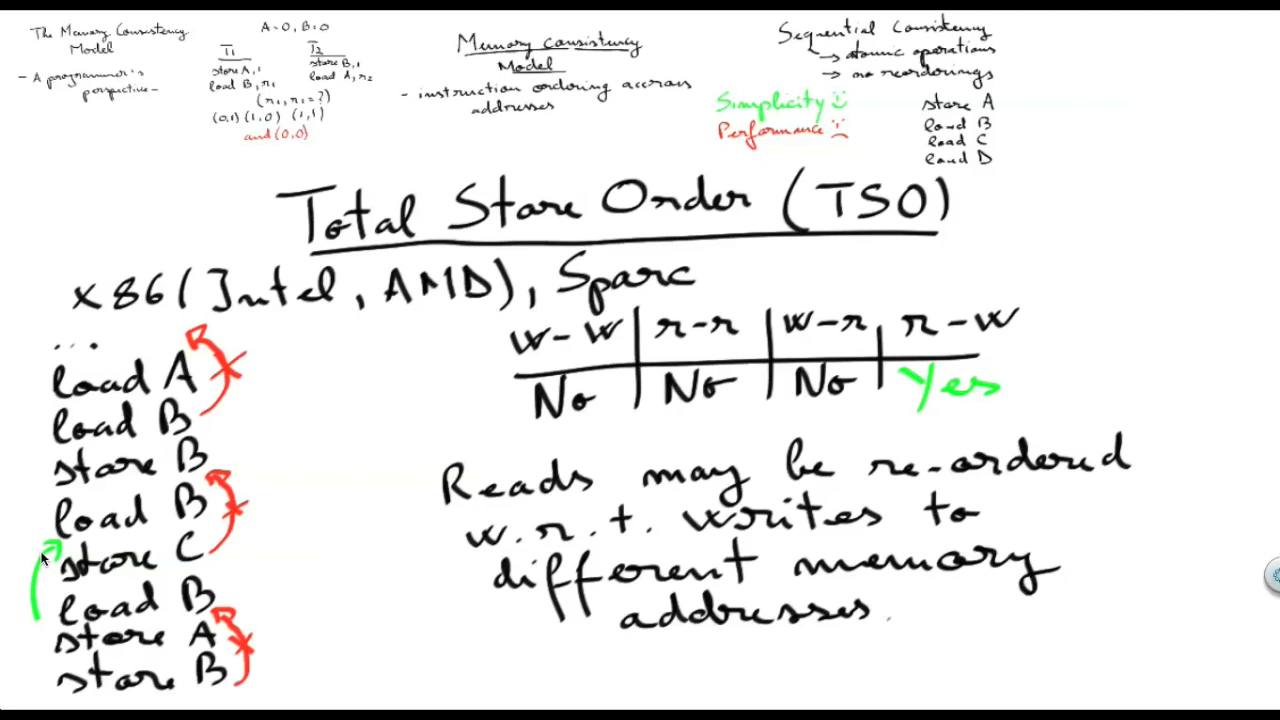 The Memory Consistency
Model
- A programmer's
perspective -
A=0, B=0
T1 T2
store A,1 store B,1
load B,r1 load A,r2
(r1,r2=?)
(0,1) (1,0) (1,1)
and (0,0)
Memory consistency
Model
- instruction ordering accross
addresses
Sequential Consistency
→ atomic operations
→ no reorderings
Simplicity :)
Performance :(
store A
load B
load C
load D
Total Store Order (TSO)
x86 (Intel, AMD), Sparc
...
load A
load B
store B
load B
store C
load B
store A
store B
w-w r-r w-r r-w
No No No Yes
Reads may be re-ordered
w.r.t. writes to
different memory
addresses.